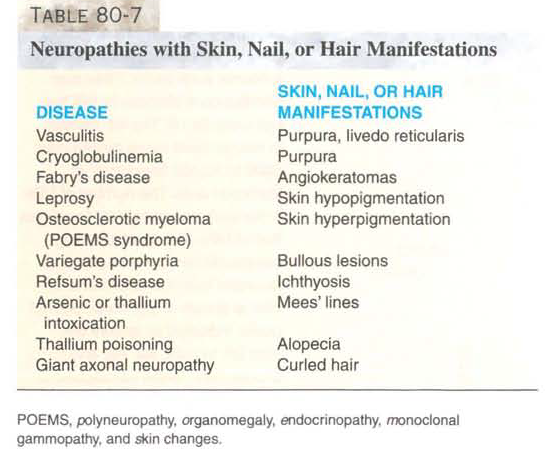 TABLE 80-7
Neuropathies with Skin, Nail, or Hair Manifestations
SKIN, NAIL, OR HAIR
DISEASE MANIFESTATIONS
Vasculitis Purpura, livedo reticularis
Cryoglobulinemia Purpura
Fabry's disease Angiokeratomas
Leprosy Skin hypopigmentation
Osteosclerotic myeloma Skin hyperpigmentation
(POEMS syndrome)
Variegate porphyria Bullous lesions
Refsum's disease Ichthyosis
Arsenic or thallium Mees' lines
intoxication
Thallium poisoning Alopecia
Giant axonal neuropathy Curled hair
POEMS, polyneuropathy, organomegaly, endocrinopathy, monoclonal
gammopathy, and skin changes.